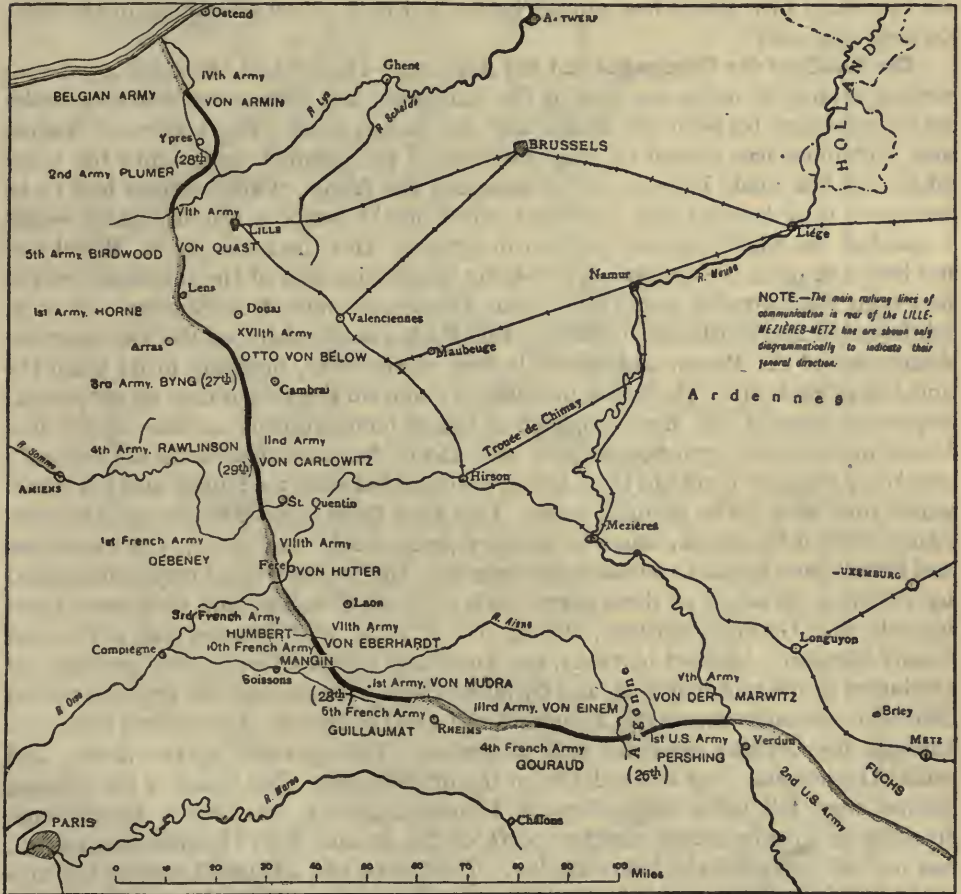 Ostend
ANTWERP
IVth Army
Ghent
BELGIAN ARMY
VON ARMIN
R. Lys
R. Schelde
HOLLAND
Ypres
(28th)
BRUSSELS
2nd Army PLUMER
VIth Army
LILLE
Liége
5th Army BIRDWOOD
VON QUAST
Namur
R. Meuse
Lens
NOTE.—The main railway lines of
communication in rear of the LILLE-
MEZIÈRES-METZ line are shown only
diagrammatically to indicate their
general direction.
1st Army, HORNE
Douai
Valenciennes
XVIIth Army
Arras
OTTO VON BELOW
Maubeuge
3rd Army, BYNG (27th)
Cambrai
Ardennes
Trouée de Chimay
4th Army, RAWLINSON
IInd Army
R. Somme
(29th)
VON CARLOWITZ
AMIENS
Hirson
St. Quentin
Mezières
1st French Army
DEBENEY
VIIIth Army
Fere
VON HUTIER
LUXEMBURG
Laon
3rd French Army
VIIth Army
R. Aisne
HUMBERT
VON EBERHARDT
Longuyon
10th French Army
Compiègne
MANGIN
Soissons
Argonne
Vth Army
1st Army, VON MUDRA
VON DER MARWITZ
R. Oise
(28th)
IIIrd Army, VON EINEM
Briey
5th French Army
GUILLAUMAT
RHEIMS
1st U.S. Army
Verdun
METZ
4th French Army
PERSHING
GOURAUD
(26th)
FUCHS
2nd U.S. Army
R. Marne
PARIS
Châlons
0 10 20 30 40 50 60 70 80 90 100
Miles